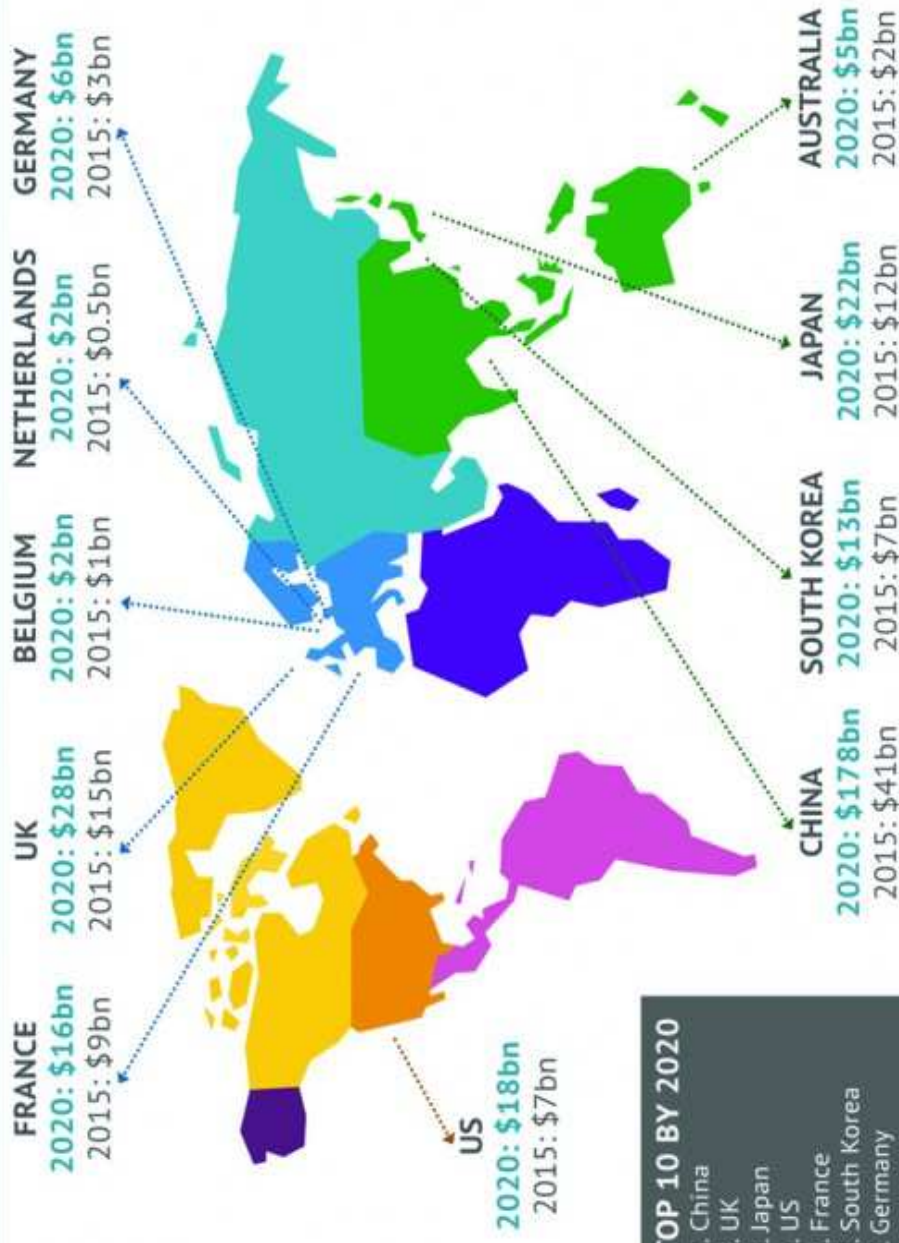 FRANCE
2020: $16bn
2015: $9bn
UK
2020: $28bn
2015: $15bn
BELGIUM
2020: $2bn
2015: $1bn
NETHERLANDS
2020: $2bn
2015: $0.5bn
GERMANY
2020: $6bn
2015: $3bn
US
2020: $18bn
2015: $7bn
CHINA
2020: $178bn
2015: $41bn
SOUTH KOREA
2020: $13bn
2015: $7bn
JAPAN
2020: $22bn
2015: $12bn
AUSTRALIA
2020: $5bn
2015: $2bn
TOP 10 BY 2020
. China
. UK
. Japan
. US
. France
. South Korea
. Germany